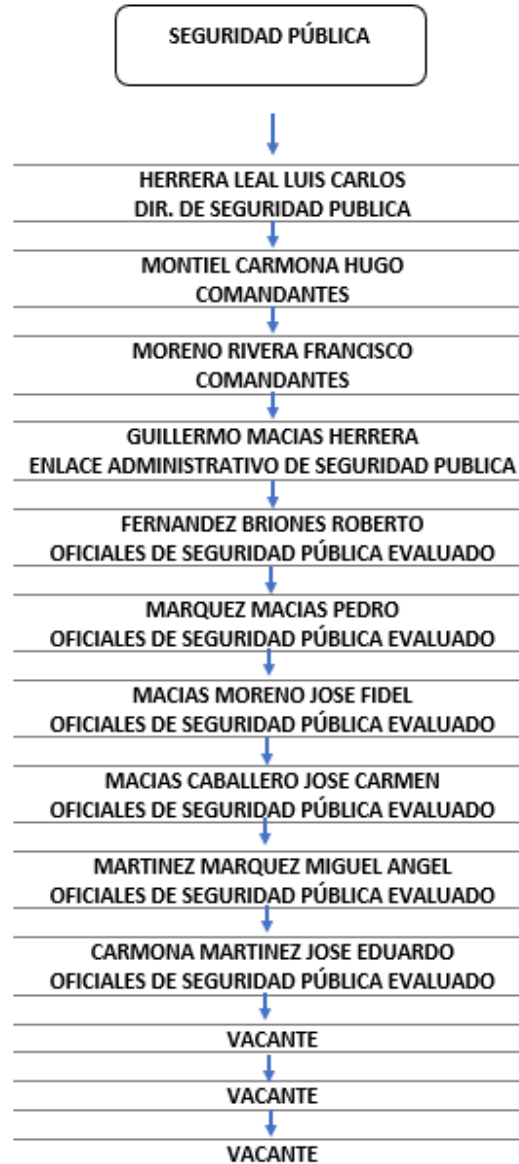 SEGURIDAD PÚBLICA
HERRERA LEAL LUIS CARLOS
DIR. DE SEGURIDAD PUBLICA
MONTIEL CARMONA HUGO
COMANDANTES
MORENO RIVERA FRANCISCO
COMANDANTES
GUILLERMO MACIAS HERRERA
ENLACE ADMINISTRATIVO DE SEGURIDAD PUBLICA
FERNANDEZ BRIONES ROBERTO
OFICIALES DE SEGURIDAD PÚBLICA EVALUADO
MARQUEZ MACIAS PEDRO
OFICIALES DE SEGURIDAD PÚBLICA EVALUADO
MACIAS MORENO JOSE FIDEL
OFICIALES DE SEGURIDAD PÚBLICA EVALUADO
MACIAS CABALLERO JOSE CARMEN
OFICIALES DE SEGURIDAD PÚBLICA EVALUADO
MARTINEZ MARQUEZ MIGUEL ANGEL
OFICIALES DE SEGURIDAD PÚBLICA EVALUADO
CARMONA MARTINEZ JOSE EDUARDO
OFICIALES DE SEGURIDAD PÚBLICA EVALUADO
VACANTE
VACANTE
VACANTE